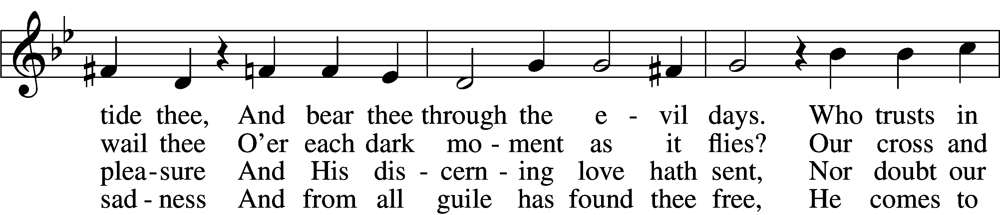 tide thee, And bear thee through the e - vil days. Who trusts in
wail thee O’er each dark mo - ment as it flies? Our cross and
plea - sure And His dis - cern - ing love hath sent, Nor doubt our
sad - ness And from all guile has found thee free, He comes to